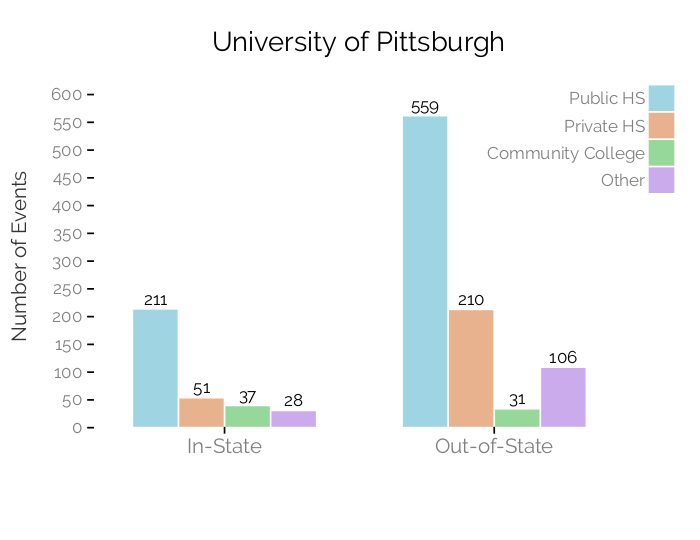 University of Pittsburgh
Number of Events
600
550
500
450
400
350
300
250
200
150
100
50
0
Public HS
Private HS
Community College
Other
211
51
37
28
559
210
31
106
In-State
Out-of-State